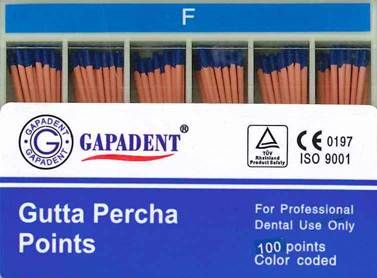 F
GAPADENT
GAPADENT
GAPADENT®
TÜV
Rheinland
Product Safety
CE 0197
ISO 9001
Gutta Percha
Points
For Professional
Dental Use Only
100 points
Color coded